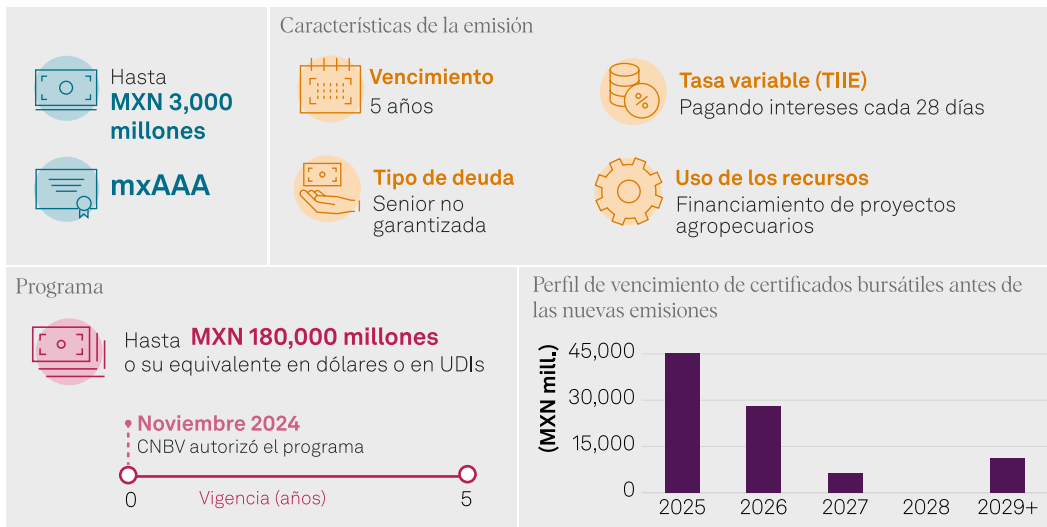 Hasta
MXN 3,000
millones
mxAAA
Características de la emisión
Vencimiento
5 años
Tasa variable (TIIE)
Pagando intereses cada 28 días
Tipo de deuda
Senior no
garantizada
Uso de los recursos
Financiamiento de proyectos
agropecuarios
Programa
Hasta MXN 180,000 millones
o su equivalente en dólares o en UDIs
Noviembre 2024
CNBV autorizó el programa
0
Vigencia (años)
5
Perfil de vencimiento de certificados bursátiles antes de
las nuevas emisiones
(MXN mill.)
45,000
30,000
15,000
0
2025 2026 2027 2028 2029+